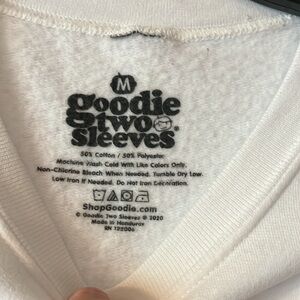 M
goodie
two
sleeves®
50% Cotton / 50% Polyester
Machine Wash Cold With Like Colors Only.
Non-Chlorine Bleach When Needed. Tumble Dry Low.
Low Iron If Needed. Do Not Iron Decoration.
ShopGoodie.com
© Goodie Two Sleeves ® 2020
Made in Honduras
RN 122006